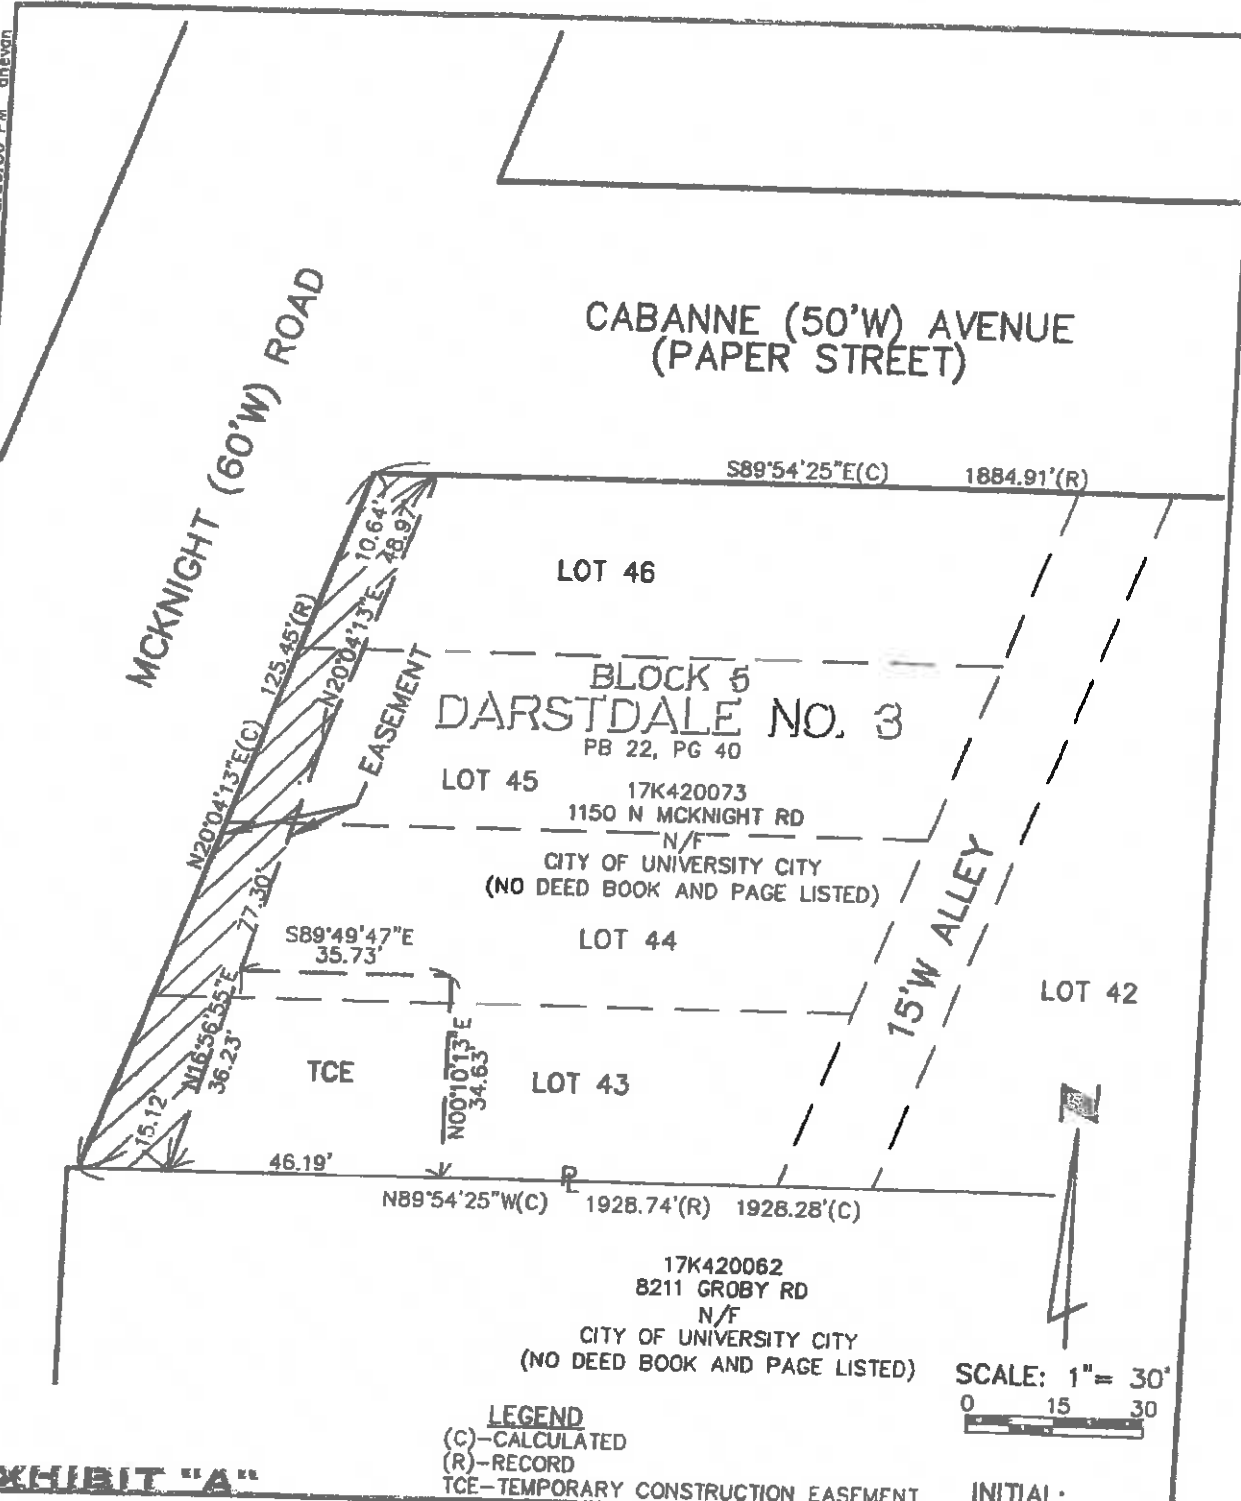 CABANNE (50'W) AVENUE
(PAPER STREET)
MCKNIGHT (60'W) ROAD
S89°54'25"E(C) 1884.91'(R)
10.64'
48.97'
LOT 46
125.45'(R)
N20°04'13"E
N20°04'13"E(C)
EASEMENT
BLOCK 5
DARSTDALE NO. 3
PB 22, PG 40
LOT 45
17K420073
1150 N MCKNIGHT RD
N/F
CITY OF UNIVERSITY CITY
(NO DEED BOOK AND PAGE LISTED)
77.30'
S89°49'47"E
35.73'
LOT 44
15'W ALLEY
LOT 42
N16°56'55"E
36.23'
TCE
N00°10'13"E
34.63'
LOT 43
15.12'
46.19'
PL
N89°54'25"W(C) 1928.74'(R) 1928.28'(C)
17K420062
8211 GROBY RD
N/F
CITY OF UNIVERSITY CITY
(NO DEED BOOK AND PAGE LISTED)
SCALE: 1"= 30'
0 15 30
LEGEND
(C)-CALCULATED
(R)-RECORD
TCE-TEMPORARY CONSTRUCTION EASEMENT
EXHIBIT "A"
INITIAL: